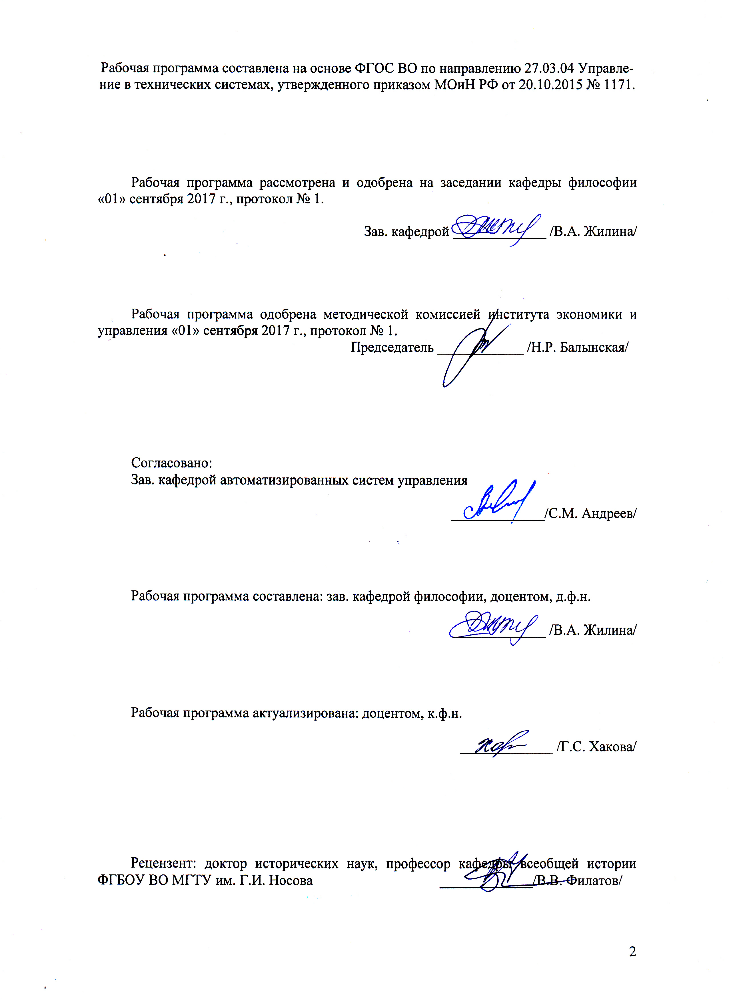 Рабочая программа составлена на основе ФГОС ВО по направлению 27.03.04 Управле-
ние в технических системах, утвержденного приказом МОиН РФ от 20.10.2015 № 1171.
Рабочая программа рассмотрена и одобрена на заседании кафедры философии
«01» сентября 2017 г., протокол № 1.
Зав. кафедрой /В.А. Жилина/
Рабочая программа одобрена методической комиссией института экономики и
управления «01» сентября 2017 г., протокол № 1.
Председатель /Н.Р. Балынская/
Согласовано:
Зав. кафедрой автоматизированных систем управления
/С.М. Андреев/
Рабочая программа составлена: зав. кафедрой философии, доцентом, д.ф.н.
/В.А. Жилина/
Рабочая программа актуализирована: доцентом, к.ф.н.
/Г.С. Хакова/
Рецензент: доктор исторических наук, профессор кафедры всеобщей истории
ФГБОУ ВО МГТУ им. Г.И. Носова /В.В. Филатов/
2